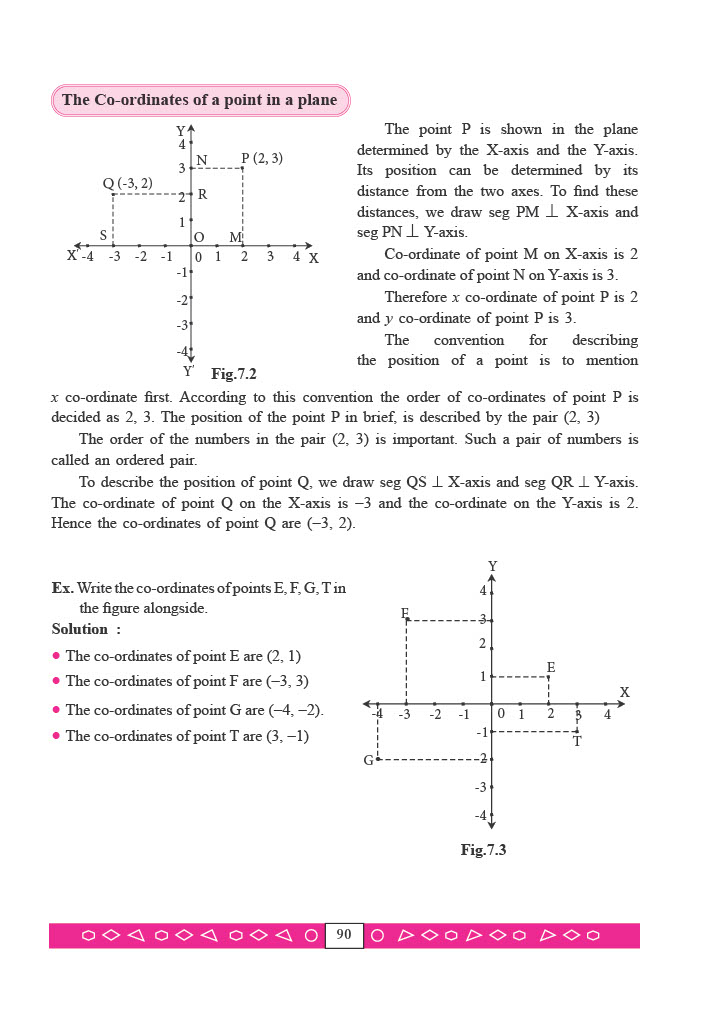 The Co-ordinates of a point in a plane
Y
4
3
N
P (2, 3)
Q (-3, 2)
2
R
1
S
O
M
X′ -4 -3 -2 -1 0 1 2 3 4 X
-1
-2
-3
-4
Y′
Fig.7.2
The point P is shown in the plane
determined by the X-axis and the Y-axis.
Its position can be determined by its
distance from the two axes. To find these
distances, we draw seg PM ⊥ X-axis and
seg PN ⊥ Y-axis.
Co-ordinate of point M on X-axis is 2
and co-ordinate of point N on Y-axis is 3.
Therefore x co-ordinate of point P is 2
and y co-ordinate of point P is 3.
The convention for describing
the position of a point is to mention
x co-ordinate first. According to this convention the order of co-ordinates of point P is
decided as 2, 3. The position of the point P in brief, is described by the pair (2, 3)
The order of the numbers in the pair (2, 3) is important. Such a pair of numbers is
called an ordered pair.
To describe the position of point Q, we draw seg QS ⊥ X-axis and seg QR ⊥ Y-axis.
The co-ordinate of point Q on the X-axis is –3 and the co-ordinate on the Y-axis is 2.
Hence the co-ordinates of point Q are (–3, 2).
Ex. Write the co-ordinates of points E, F, G, T in
the figure alongside.
Solution :
• The co-ordinates of point E are (2, 1)
• The co-ordinates of point F are (–3, 3)
• The co-ordinates of point G are (–4, –2).
• The co-ordinates of point T are (3, –1)
Y
4
F
3
2
E
1
X
-4 -3 -2 -1 0 1 2 3 4
-1
T
G
-2
-3
-4
Fig.7.3
90